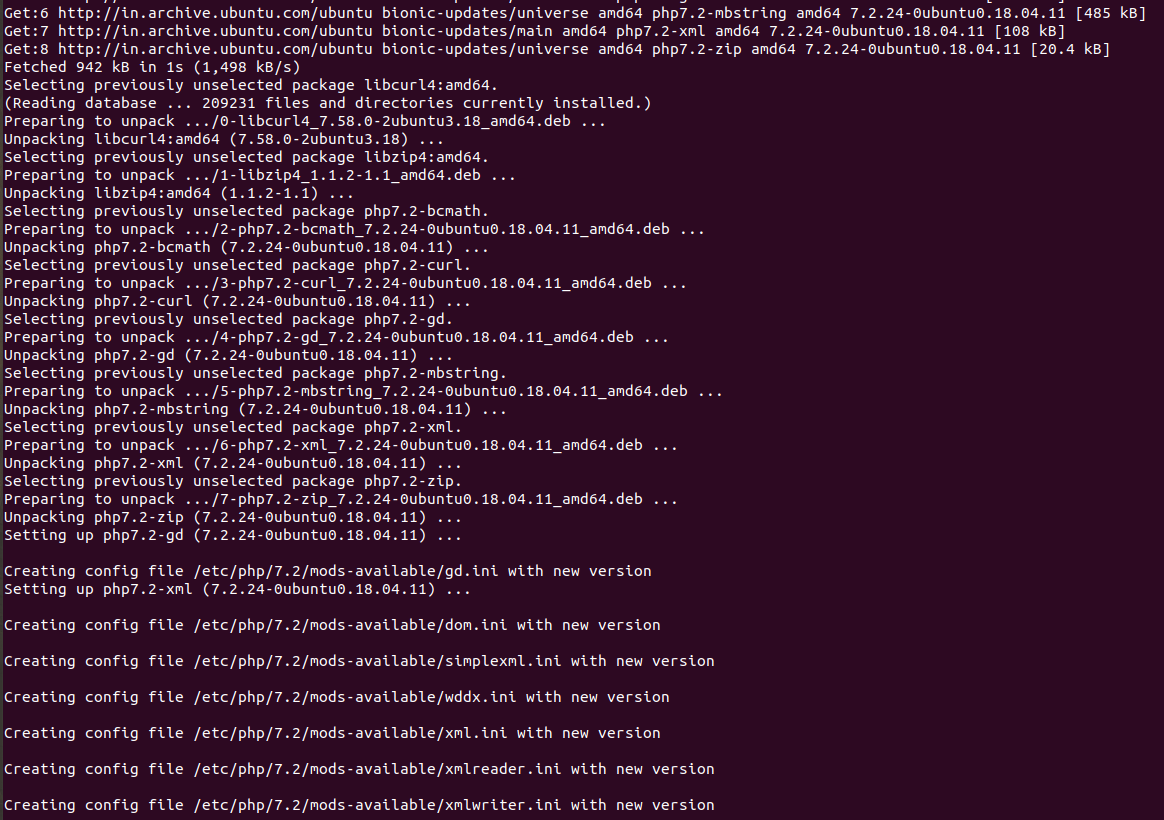 Get:6 http://in.archive.ubuntu.com/ubuntu bionic-updates/universe amd64 php7.2-mbstring amd64 7.2.24-0ubuntu0.18.04.11 [485 kB]
Get:7 http://in.archive.ubuntu.com/ubuntu bionic-updates/main amd64 php7.2-xml amd64 7.2.24-0ubuntu0.18.04.11 [108 kB]
Get:8 http://in.archive.ubuntu.com/ubuntu bionic-updates/universe amd64 php7.2-zip amd64 7.2.24-0ubuntu0.18.04.11 [20.4 kB]
Fetched 942 kB in 1s (1,498 kB/s)
Selecting previously unselected package libcurl4:amd64.
(Reading database ... 209231 files and directories currently installed.)
Preparing to unpack .../0-libcurl4_7.58.0-2ubuntu3.18_amd64.deb ...
Unpacking libcurl4:amd64 (7.58.0-2ubuntu3.18) ...
Selecting previously unselected package libzip4:amd64.
Preparing to unpack .../1-libzip4_1.1.2-1.1_amd64.deb ...
Unpacking libzip4:amd64 (1.1.2-1.1) ...
Selecting previously unselected package php7.2-bcmath.
Preparing to unpack .../2-php7.2-bcmath_7.2.24-0ubuntu0.18.04.11_amd64.deb ...
Unpacking php7.2-bcmath (7.2.24-0ubuntu0.18.04.11) ...
Selecting previously unselected package php7.2-curl.
Preparing to unpack .../3-php7.2-curl_7.2.24-0ubuntu0.18.04.11_amd64.deb ...
Unpacking php7.2-curl (7.2.24-0ubuntu0.18.04.11) ...
Selecting previously unselected package php7.2-gd.
Preparing to unpack .../4-php7.2-gd_7.2.24-0ubuntu0.18.04.11_amd64.deb ...
Unpacking php7.2-gd (7.2.24-0ubuntu0.18.04.11) ...
Selecting previously unselected package php7.2-mbstring.
Preparing to unpack .../5-php7.2-mbstring_7.2.24-0ubuntu0.18.04.11_amd64.deb ...
Unpacking php7.2-mbstring (7.2.24-0ubuntu0.18.04.11) ...
Selecting previously unselected package php7.2-xml.
Preparing to unpack .../6-php7.2-xml_7.2.24-0ubuntu0.18.04.11_amd64.deb ...
Unpacking php7.2-xml (7.2.24-0ubuntu0.18.04.11) ...
Selecting previously unselected package php7.2-zip.
Preparing to unpack .../7-php7.2-zip_7.2.24-0ubuntu0.18.04.11_amd64.deb ...
Unpacking php7.2-zip (7.2.24-0ubuntu0.18.04.11) ...
Setting up php7.2-gd (7.2.24-0ubuntu0.18.04.11) ...
Creating config file /etc/php/7.2/mods-available/gd.ini with new version
Setting up php7.2-xml (7.2.24-0ubuntu0.18.04.11) ...
Creating config file /etc/php/7.2/mods-available/dom.ini with new version
Creating config file /etc/php/7.2/mods-available/simplexml.ini with new version
Creating config file /etc/php/7.2/mods-available/wddx.ini with new version
Creating config file /etc/php/7.2/mods-available/xml.ini with new version
Creating config file /etc/php/7.2/mods-available/xmlreader.ini with new version
Creating config file /etc/php/7.2/mods-available/xmlwriter.ini with new version